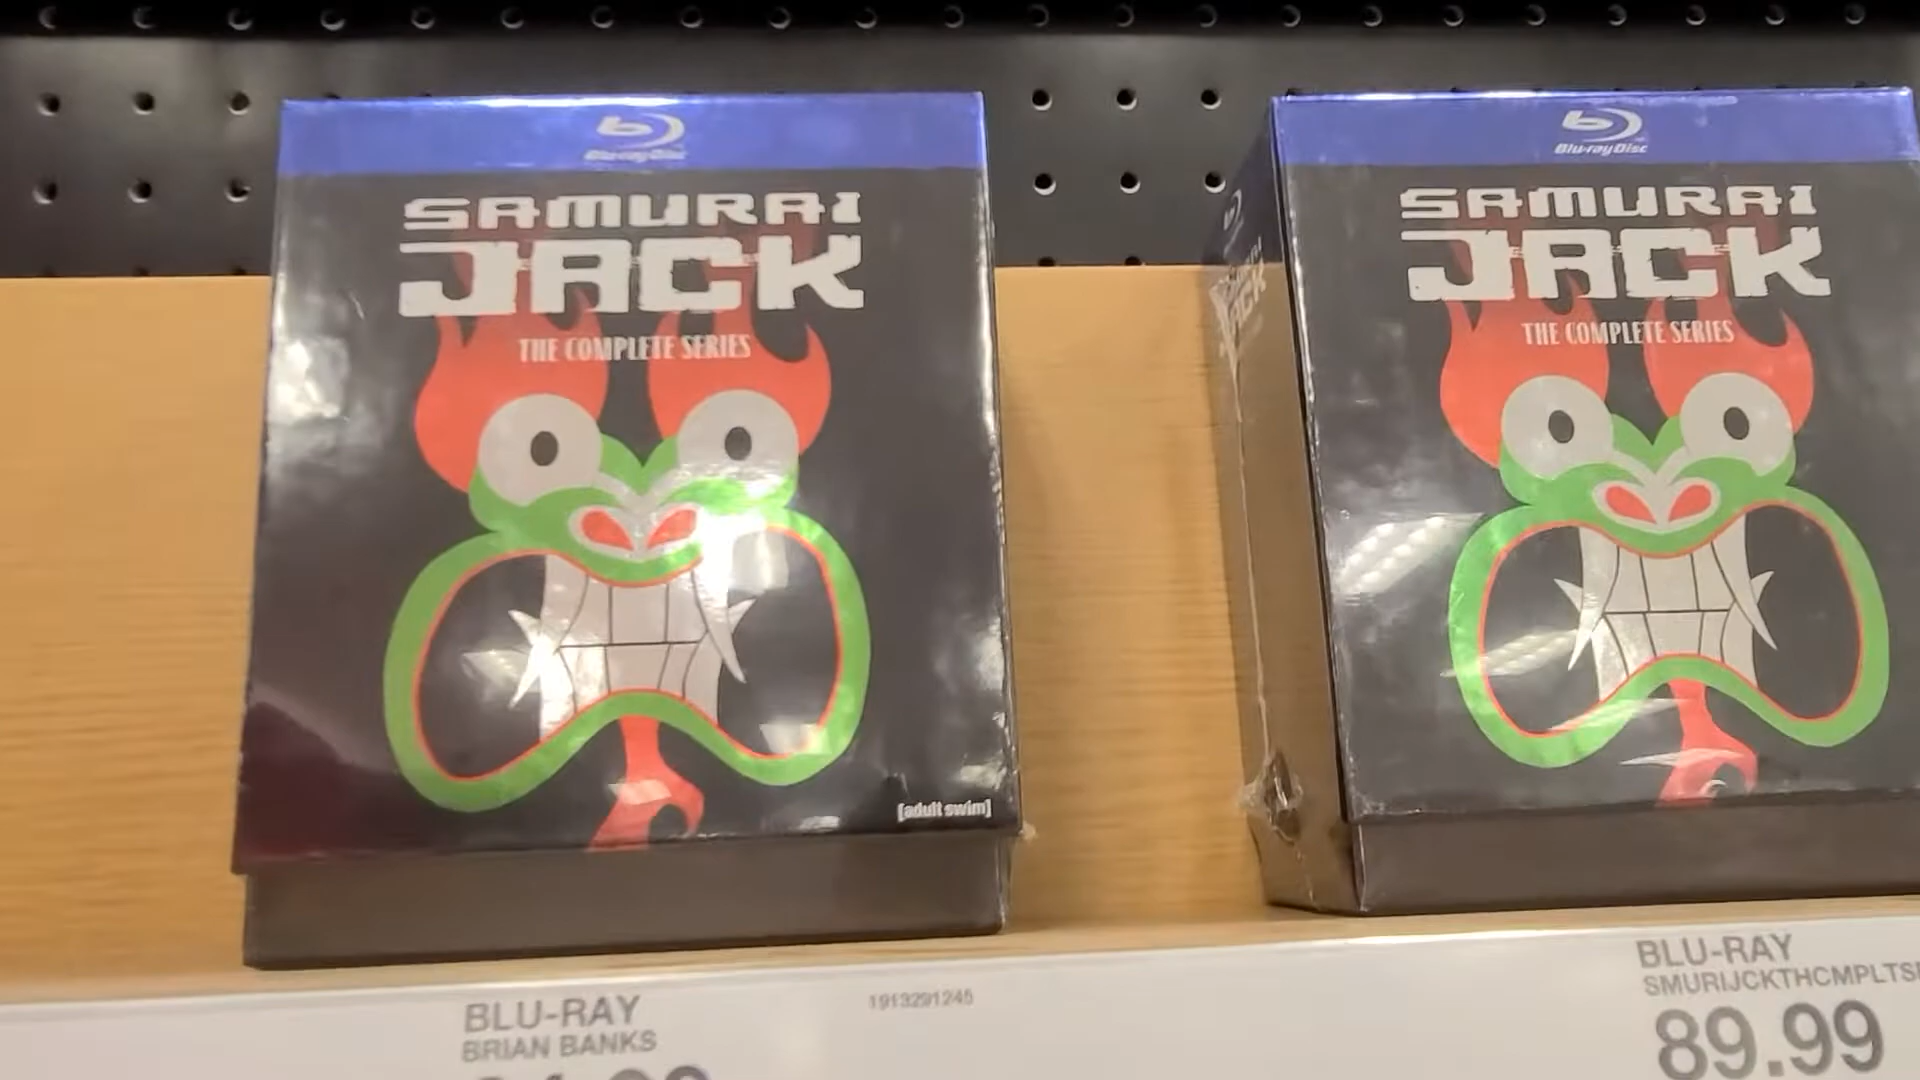 Blu-ray Disc
SAMURAI
JACK
THE COMPLETE SERIES
[adult swim]
Blu-ray Disc
SAMURAI
JACK
THE COMPLETE SERIES
JACK
BLU-RAY
BRIAN BANKS
1913291245
BLU-RAY
SMURIJCKTHCMPLTS
89.99